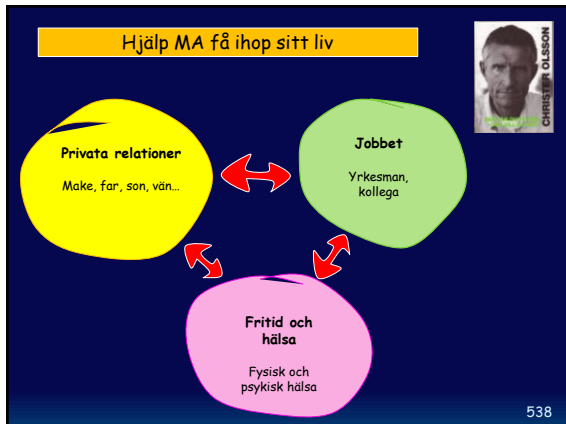 Hjälp MA få ihop sitt liv
CHRISTER OLSSON
Privata relationer
Make, far, son, vän…
Jobbet
Yrkesman,
kollega
Fritid och
hälsa
Fysisk och
psykisk hälsa
538